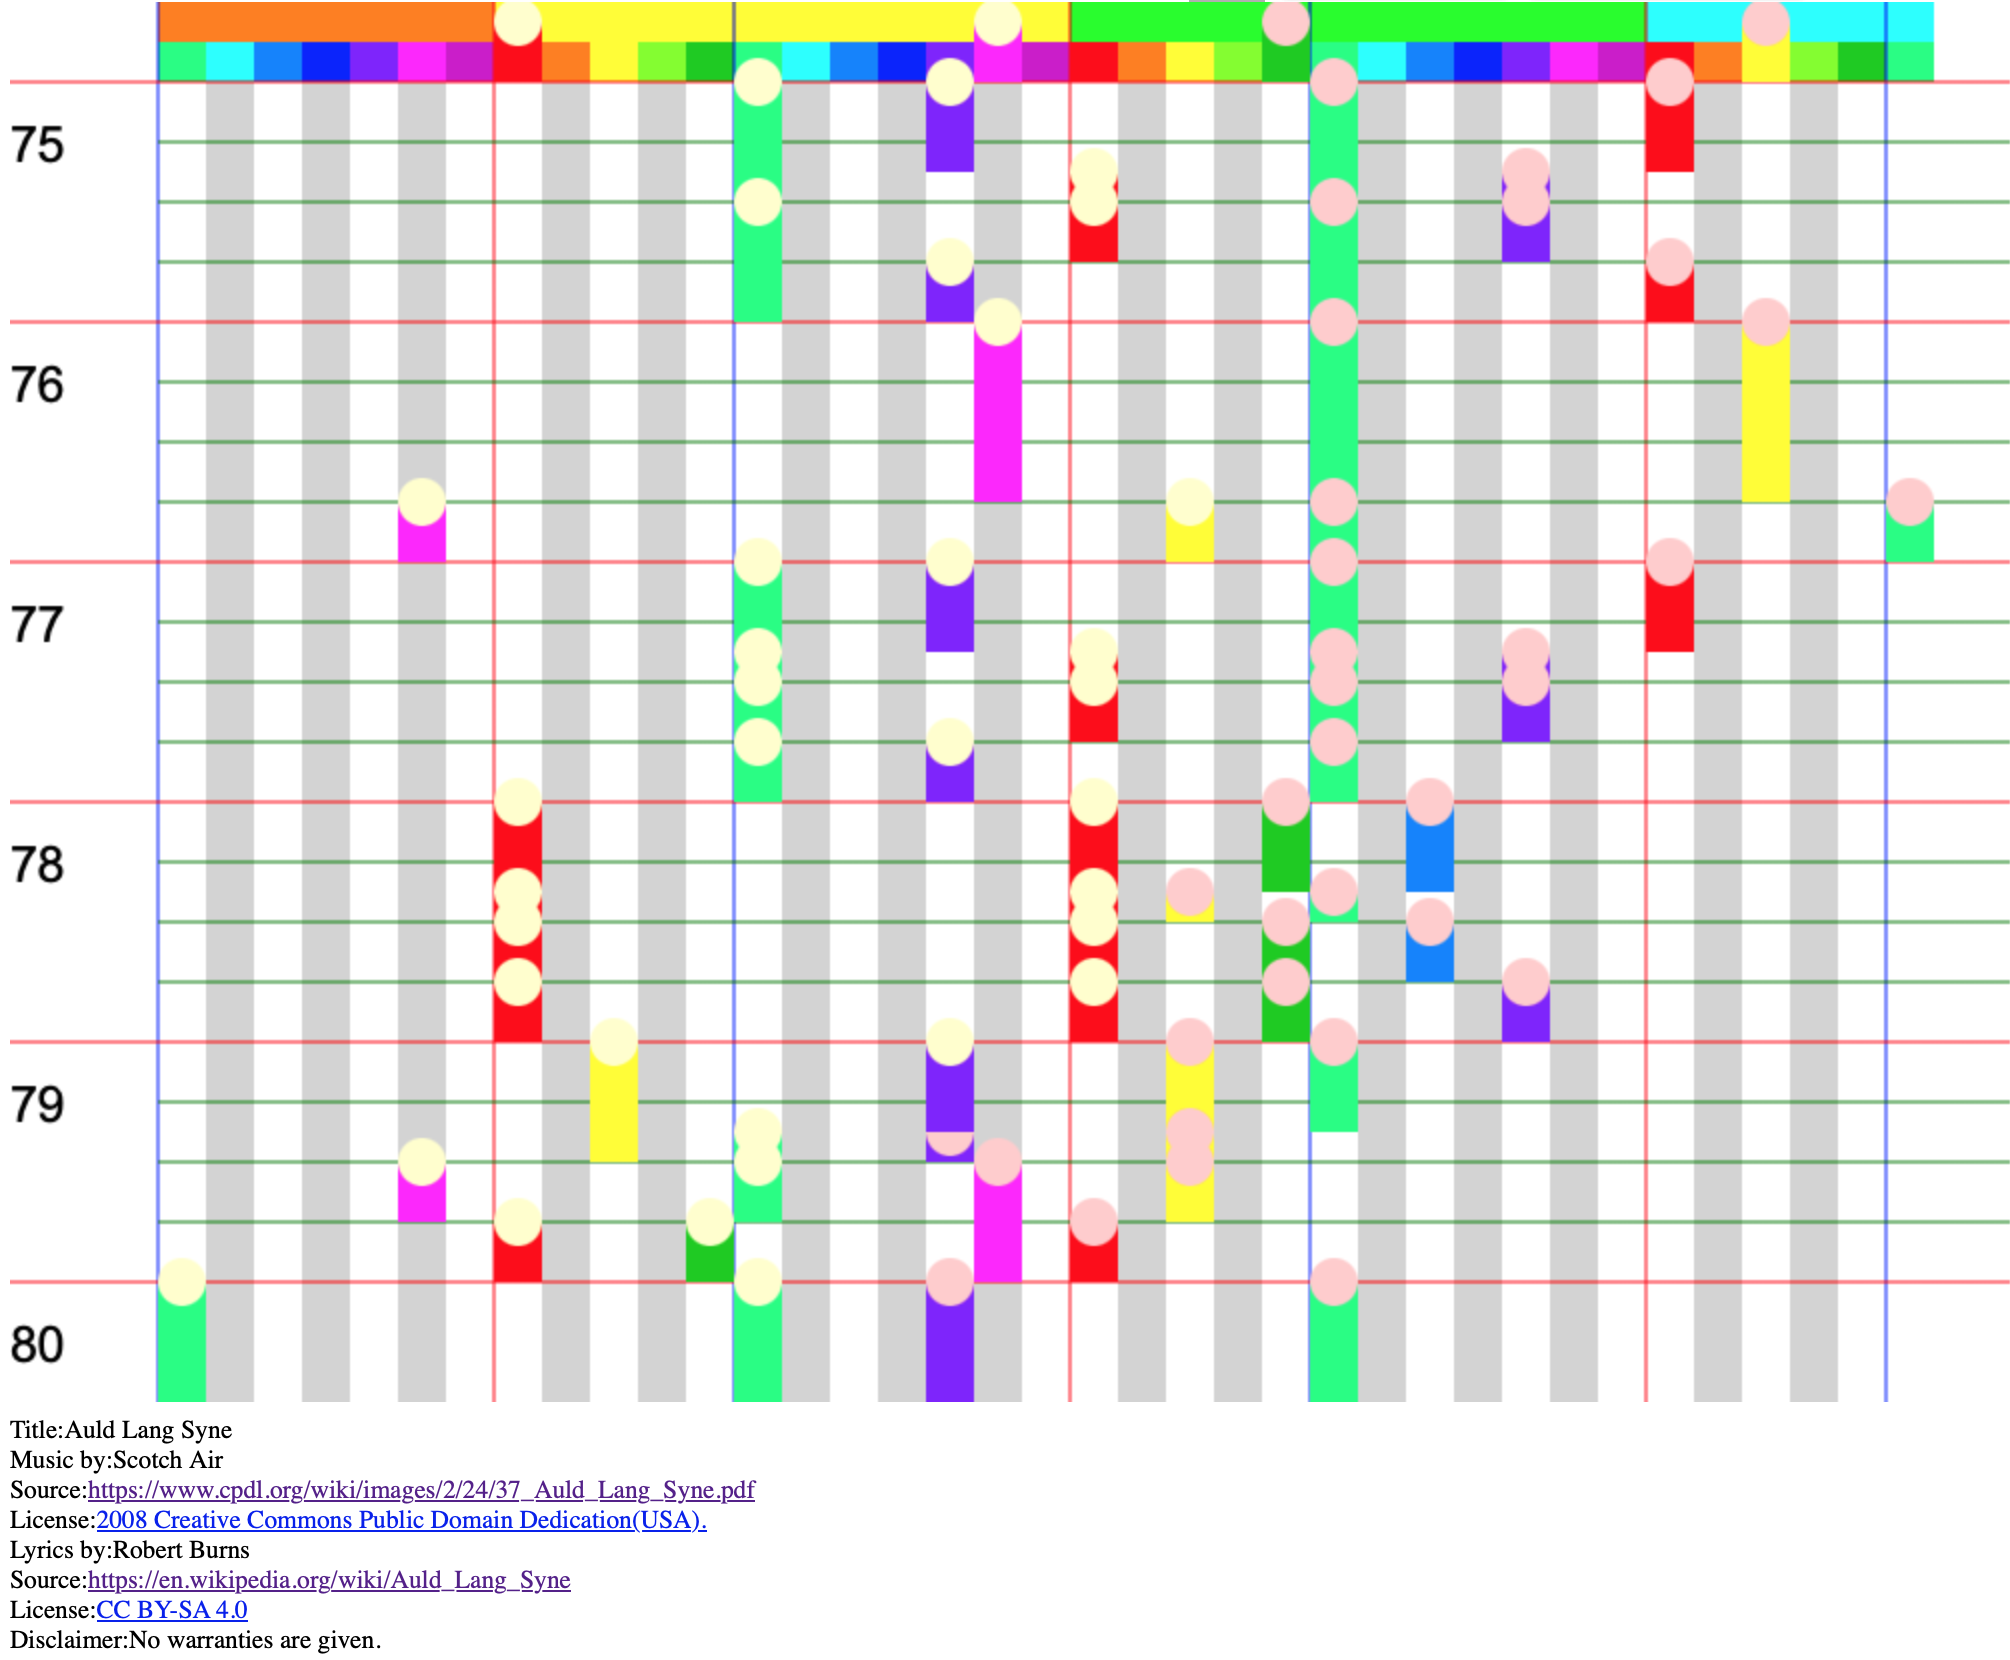 75
76
77
78
79
80
Title:Auld Lang Syne
Music by:Scotch Air
Source:https://www.cpdl.org/wiki/images/2/24/37_Auld_Lang_Syne.pdf
License:2008 Creative Commons Public Domain Dedication(USA).
Lyrics by:Robert Burns
Source:https://en.wikipedia.org/wiki/Auld_Lang_Syne
License:CC BY-SA 4.0
Disclaimer:No warranties are given.